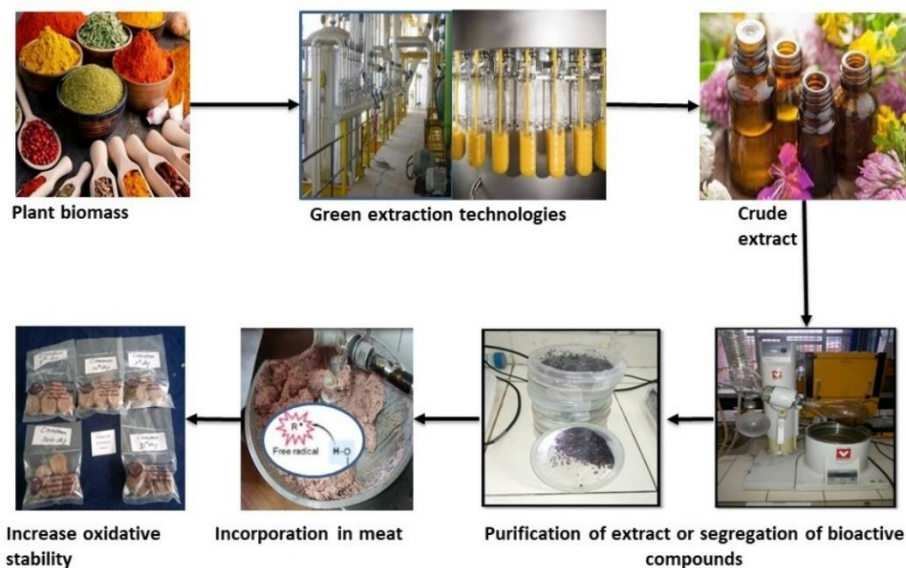 Plant biomass
Green extraction technologies
Crude
extract
R*
Free radical
H-O
Increase oxidative
stability
Incorporation in meat
Purification of extract or segregation of bioactive
compounds